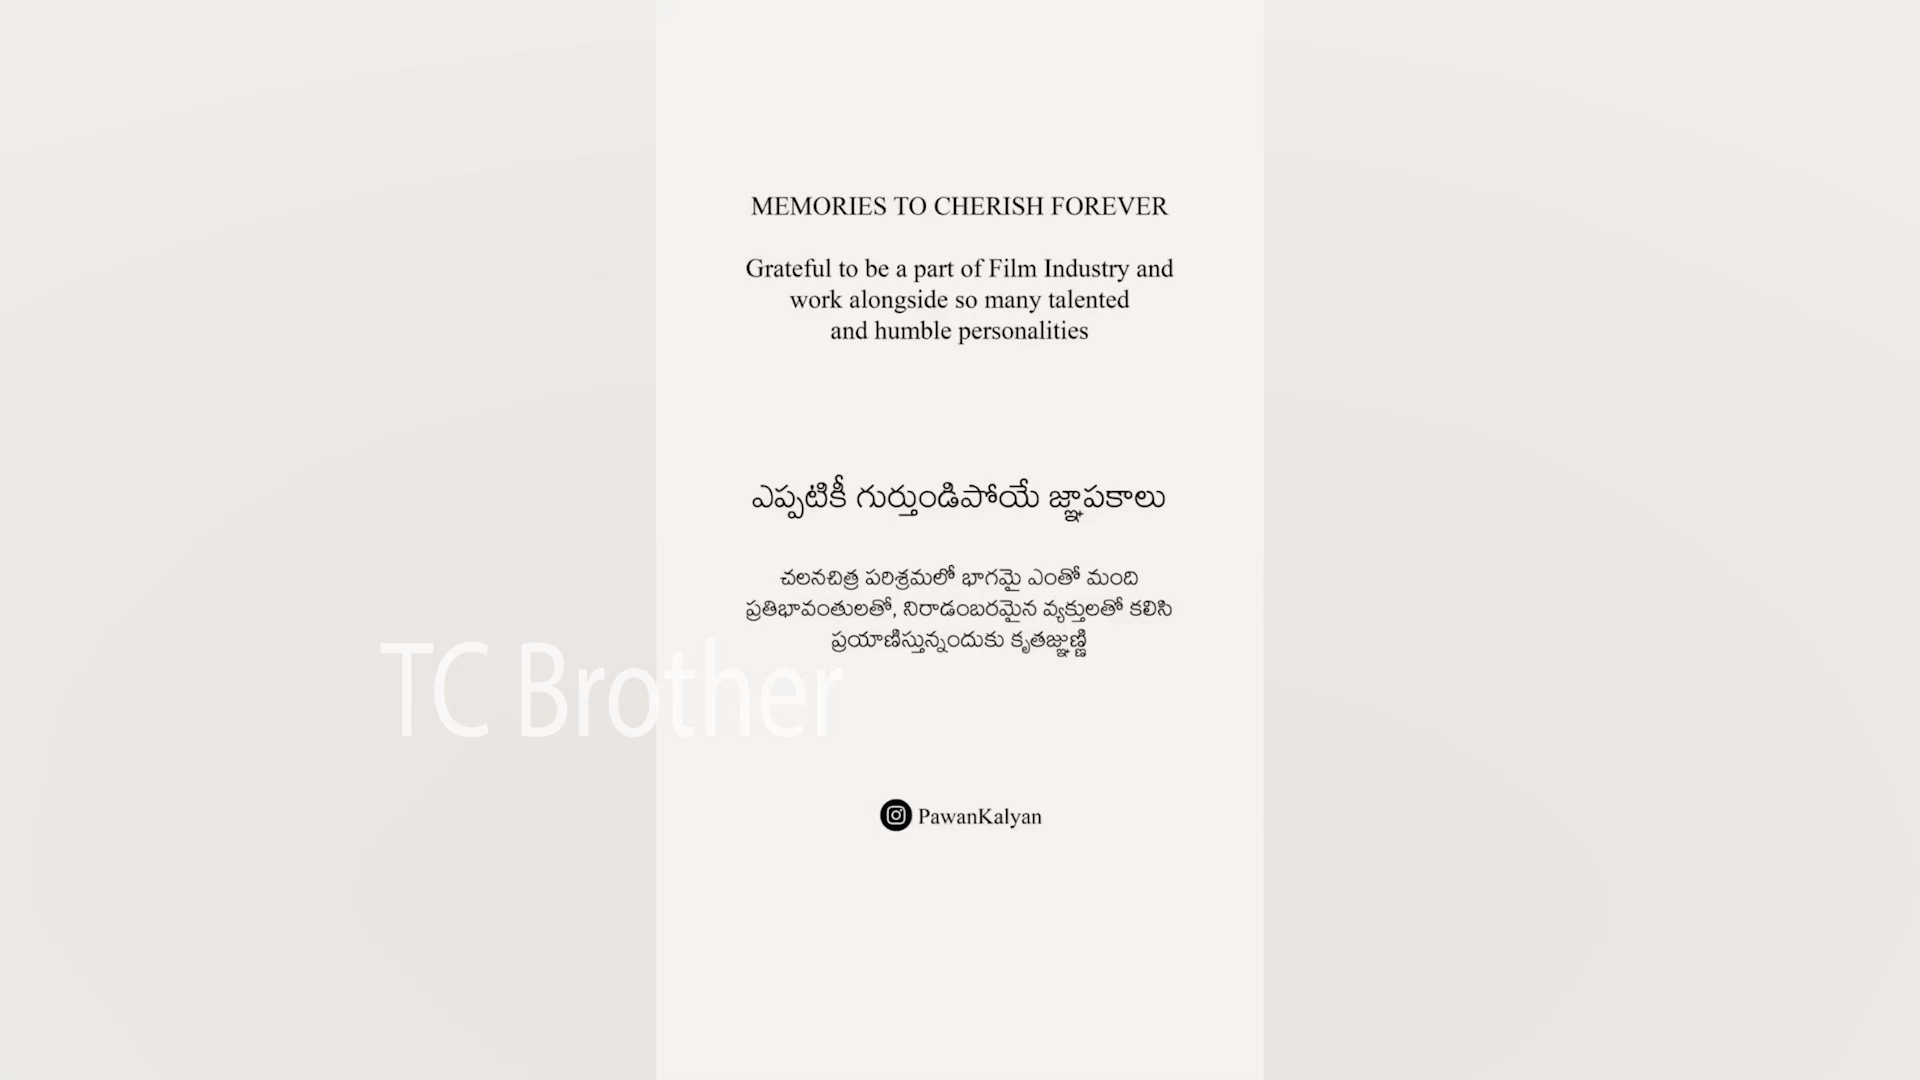 MEMORIES TO CHERISH FOREVER
Grateful to be a part of Film Industry and
work alongside so many talented
and humble personalities
ఎప్పటికీ గుర్తుండిపోయే జ్ఞాపకాలు
చలనచిత్ర పరిశ్రమలో భాగమై ఎంతో మంది
ప్రతిభావంతులతో, నిరాడంబరమైన వ్యక్తులతో కలిసి
ప్రయాణిస్తున్నందుకు కృతజ్ఞుణ్ణి
TC Brother
PawanKalyan